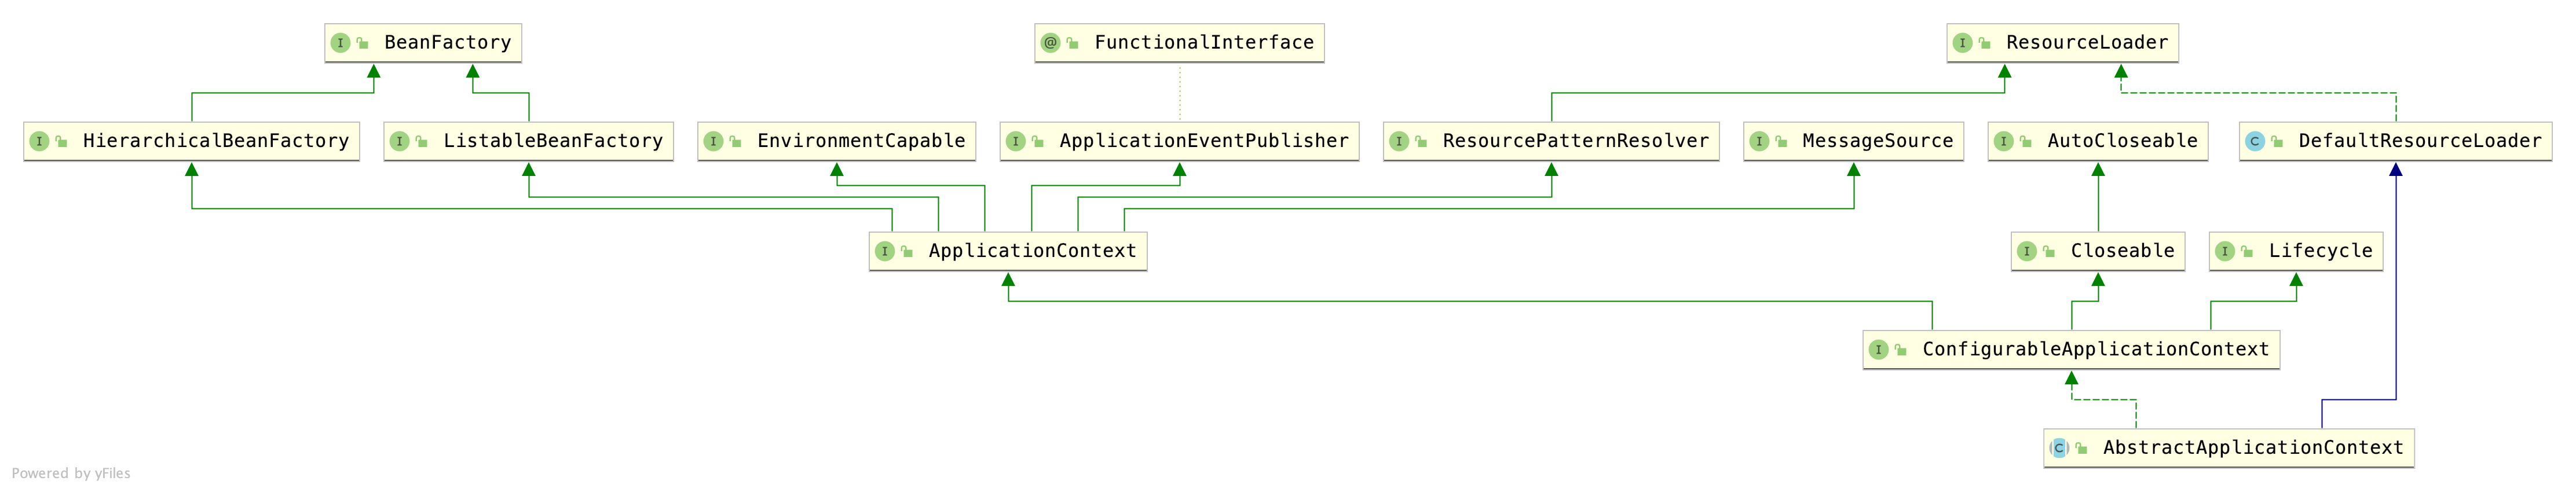 BeanFactory
FunctionalInterface
ResourceLoader
HierarchicalBeanFactory
ListableBeanFactory
EnvironmentCapable
ApplicationEventPublisher
ResourcePatternResolver
MessageSource
AutoCloseable
DefaultResourceLoader
ApplicationContext
Closeable
Lifecycle
ConfigurableApplicationContext
AbstractApplicationContext
Powered by yFiles